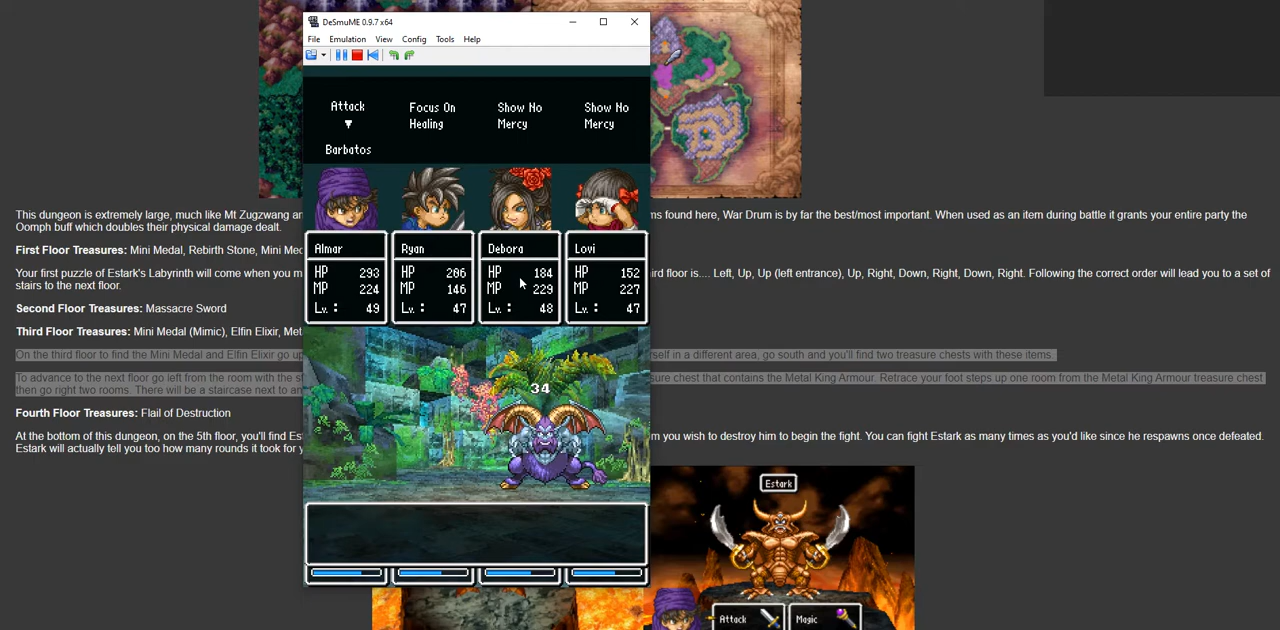 DeSmuME 0.9.7 x64
File Emulation View Config Tools Help
Attack Focus On Healing Show No Mercy Show No Mercy
Barbatos
Almar Ryan Debora Lovi
HP 293 HP 206 HP 184 HP 152
MP 224 MP 146 MP 229 MP 227
Lv.: 49 Lv.: 47 Lv.: 48 Lv.: 47
34
This dungeon is extremely large, much like Mt Zugzwang an ms found here, War Drum is by far the best/most important. When used as an item during battle it grants your entire party the
Oomph buff which doubles their physical damage dealt.
First Floor Treasures: Mini Medal, Rebirth Stone, Mini Med
Your first puzzle of Estark's Labyrinth will come when you m ird floor is.... Left, Up, Up (left entrance), Up, Right, Down, Right, Down, Right. Following the correct order will lead you to a set of
stairs to the next floor.
Second Floor Treasures: Massacre Sword
Third Floor Treasures: Mini Medal (Mimic), Elfin Elixir, Met
On the third floor to find the Mini Medal and Elfin Elixir go up rself in a different area, go south and you'll find two treasure chests with these items.
To advance to the next floor go left from the room with the st sure chest that contains the Metal King Armour. Retrace your foot steps up one room from the Metal King Armour treasure chest
then go right two rooms. There will be a staircase next to an
Fourth Floor Treasures: Flail of Destruction
At the bottom of this dungeon, on the 5th floor, you'll find Es m you wish to destroy him to begin the fight. You can fight Estark as many times as you'd like since he respawns once defeated.
Estark will actually tell you too how many rounds it took for y
Estark
Attack Magic